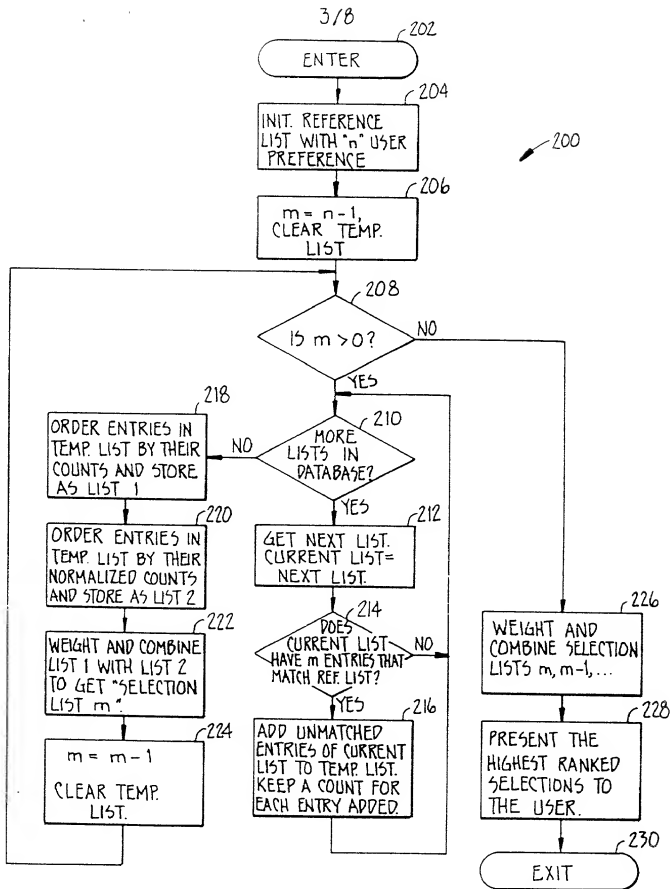 3/8
202
ENTER
204
INIT. REFERENCE
LIST WITH "n" USER
PREFERENCE
200
206
m = n-1,
CLEAR TEMP.
LIST
208
IS m > 0?
NO
YES
218
ORDER ENTRIES IN
TEMP. LIST BY THEIR
COUNTS AND STORE
AS LIST 1
NO
210
MORE
LISTS IN
DATABASE?
YES
220
ORDER ENTRIES IN
TEMP. LIST BY THEIR
NORMALIZED COUNTS
AND STORE AS LIST 2
212
GET NEXT LIST.
CURRENT LIST=
NEXT LIST.
222
WEIGHT AND COMBINE
LIST 1 WITH LIST 2
TO GET "SELECTION
LIST m".
214
DOES
CURRENT LIST
HAVE m ENTRIES THAT
MATCH REF. LIST?
NO
YES
226
WEIGHT AND
COMBINE SELECTION
LISTS m, m-1, ...
224
m = m-1
CLEAR TEMP.
LIST.
216
ADD UNMATCHED
ENTRIES OF CURRENT
LIST TO TEMP. LIST.
KEEP A COUNT FOR
EACH ENTRY ADDED.
228
PRESENT THE
HIGHEST RANKED
SELECTIONS TO
THE USER.
230
EXIT